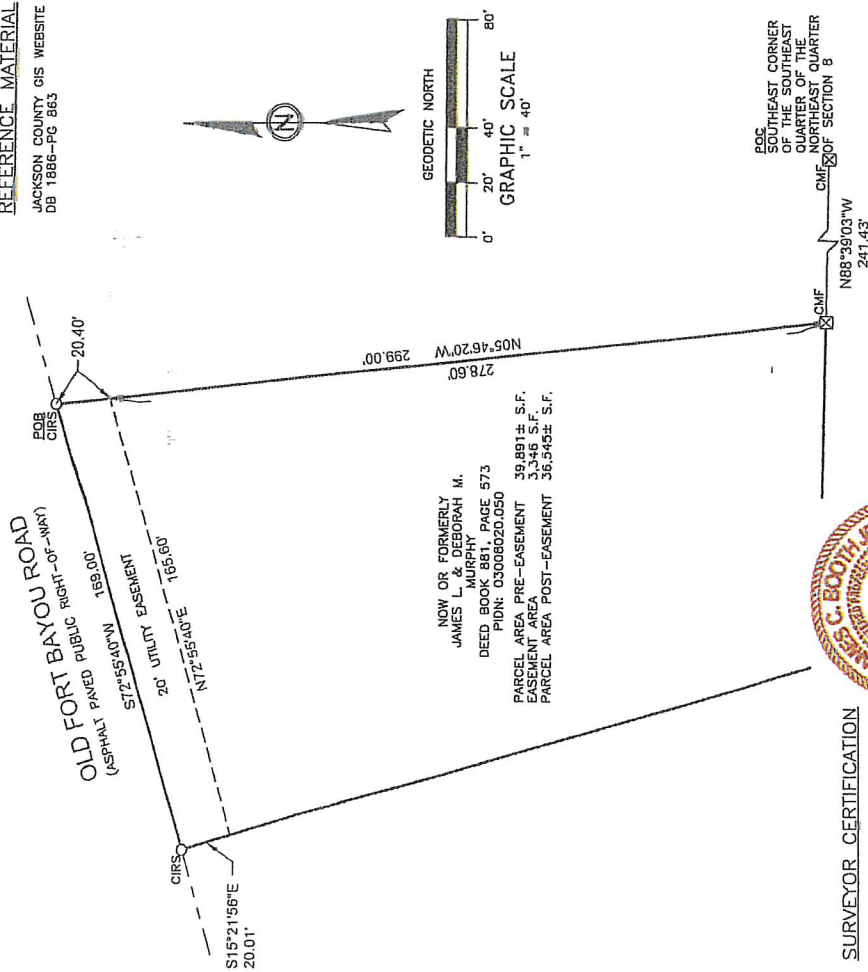 REFERENCE MATERIAL
JACKSON COUNTY GIS WEBSITE
DB 1886-PG 863
N
GEODETIC NORTH
0' 20' 40' 80'
GRAPHIC SCALE
1" = 40'
OLD FORT BAYOU ROAD
(ASPHALT PAVED PUBLIC RIGHT-OF-WAY)
POB
CIRS
20.40'
S72°55'40"W 169.00'
20' UTILITY EASEMENT
N72°55'40"E 165.60'
CIRS
S15°21'56"E
20.01'
N05°46'20"W 299.00'
278.60'
NOW OR FORMERLY
JAMES L. & DEBORAH M.
MURPHY
DEED BOOK 881, PAGE 573
PIDN: 03008020.050
PARCEL AREA PRE-EASEMENT 39,891± S.F.
EASEMENT AREA 3,346 S.F.
PARCEL AREA POST-EASEMENT 36,545± S.F.
POC
SOUTHEAST CORNER
OF THE SOUTHEAST
QUARTER OF THE
NORTHEAST QUARTER
OF SECTION 8
CMF
CMF
N88°39'03"W
241.43'
C. BOOTH
SURVEYOR CERTIFICATION